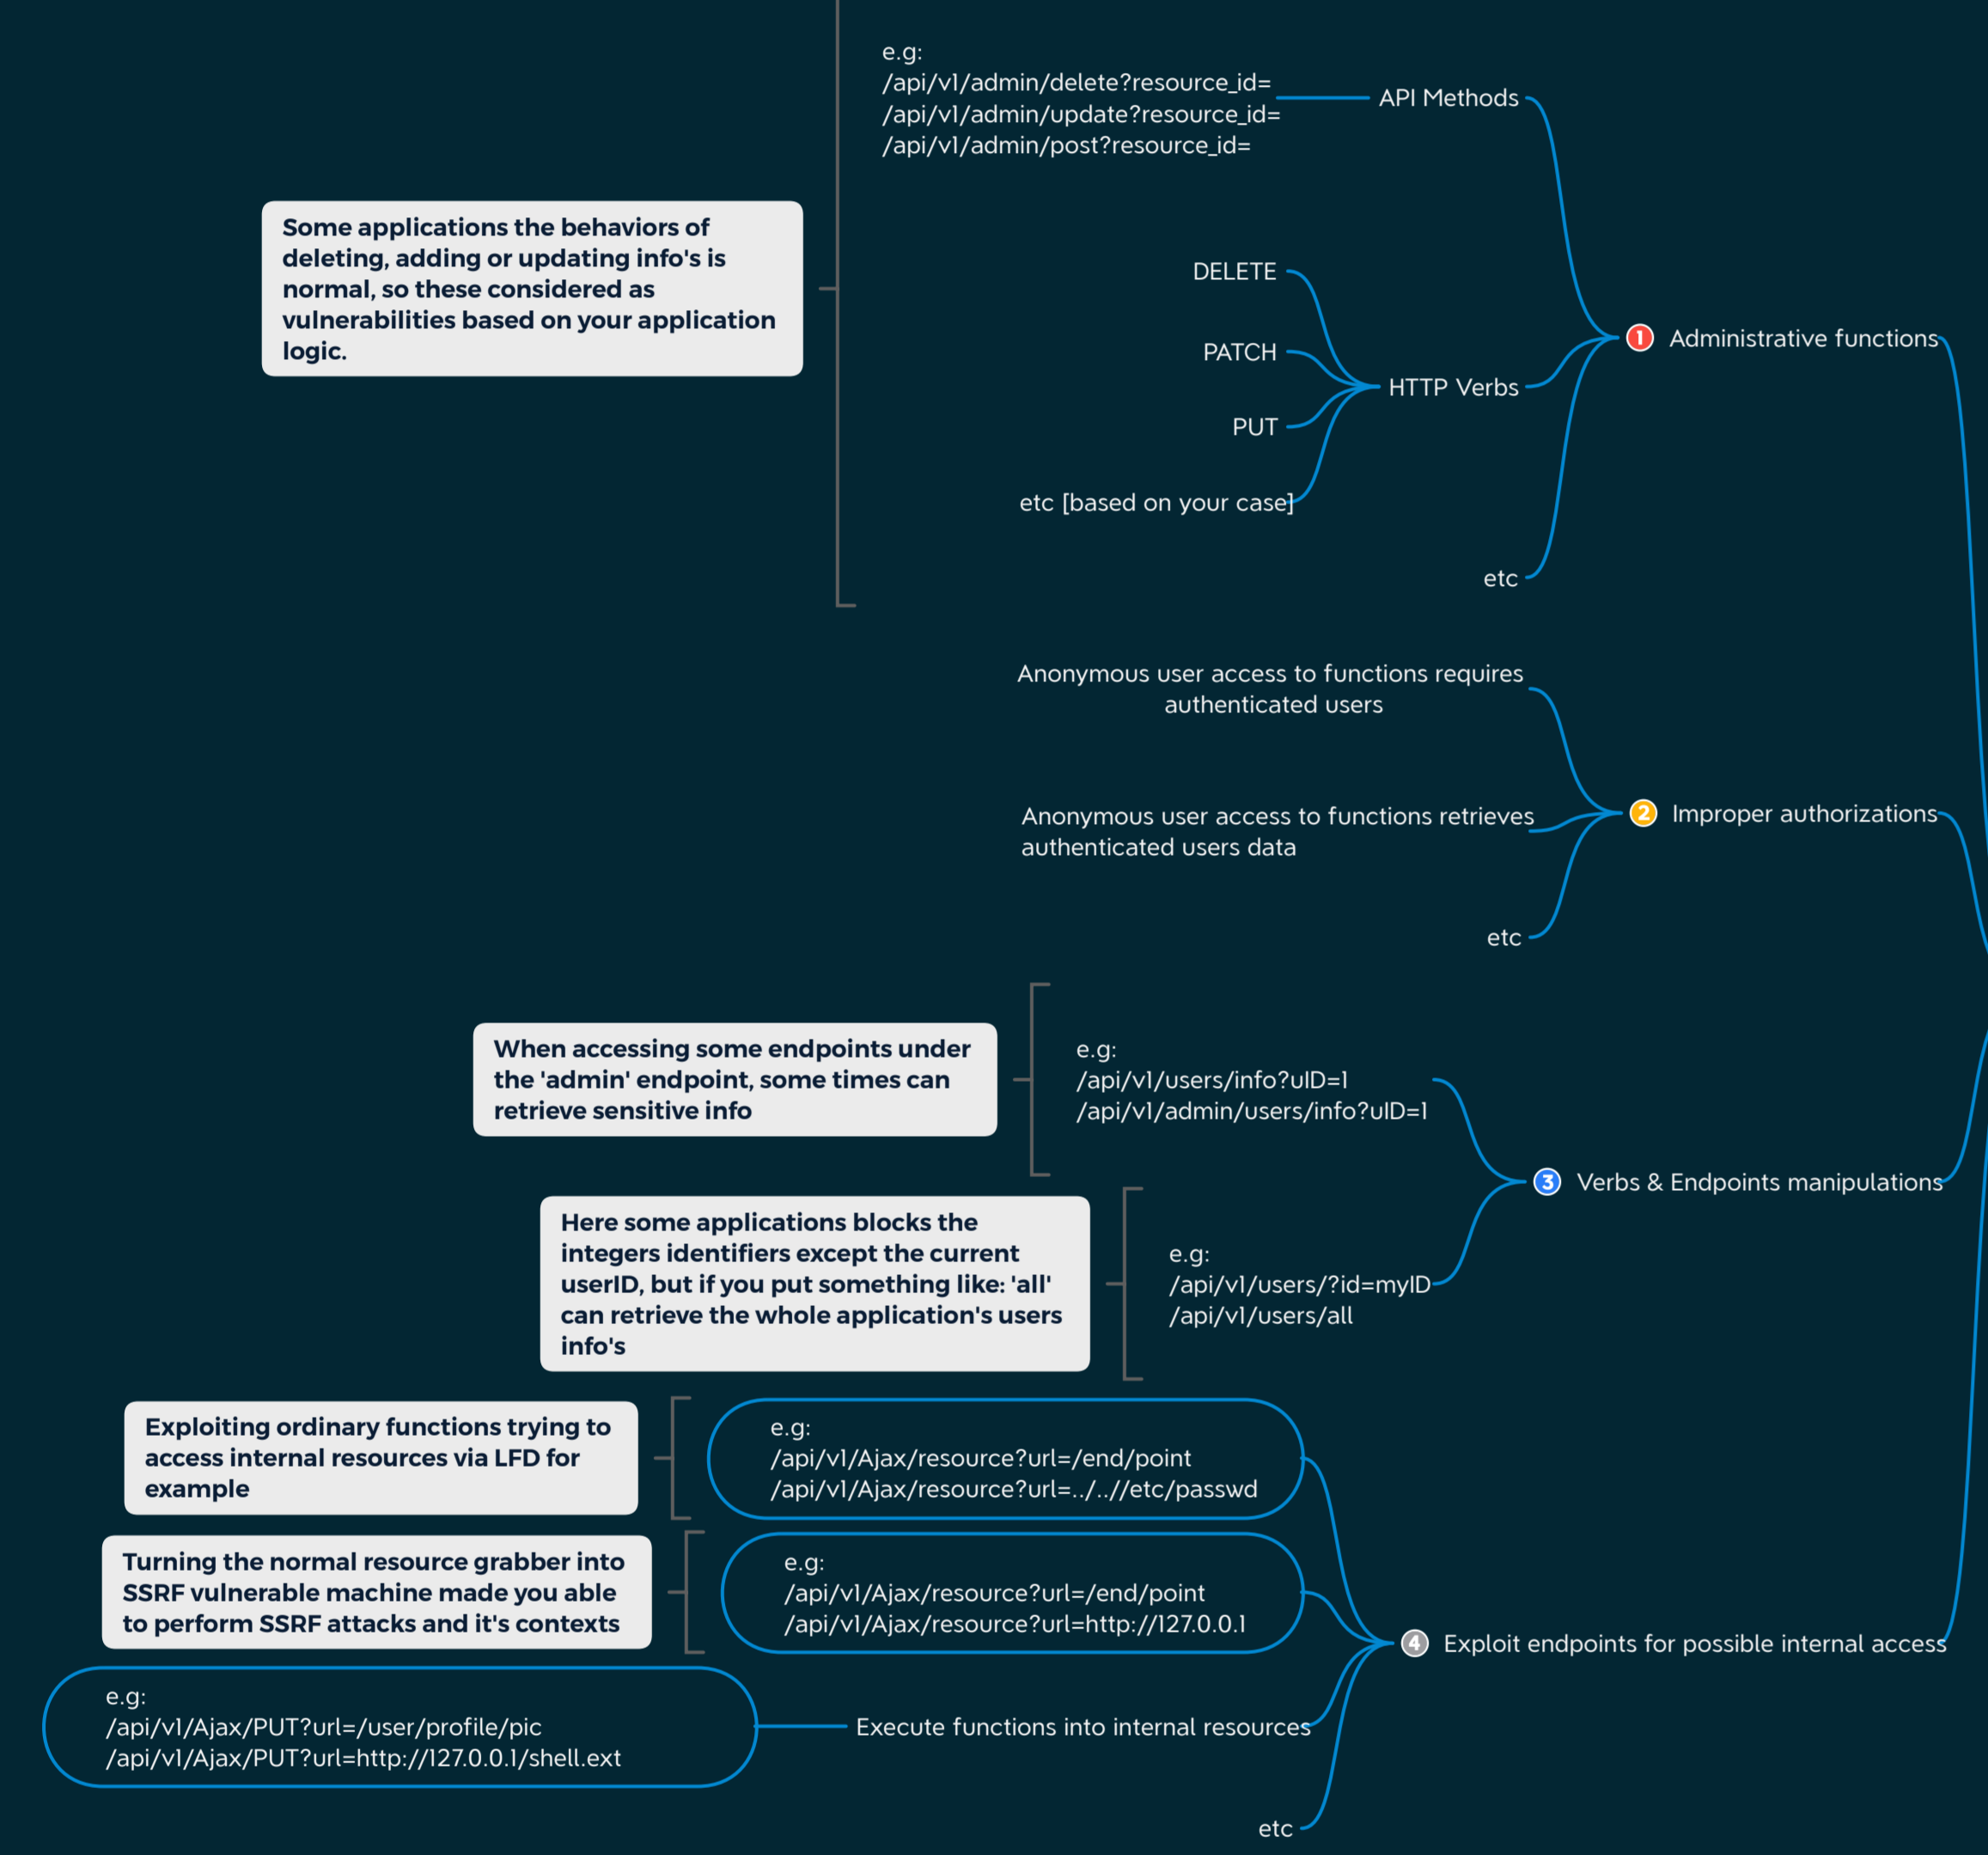 e.g:
/api/v1/admin/delete?resource_id=
/api/v1/admin/update?resource_id=
/api/v1/admin/post?resource_id=
API Methods
Some applications the behaviors of
deleting, adding or updating info's is
normal, so these considered as
vulnerabilities based on your application
logic.
DELETE
PATCH
PUT
etc [based on your case]
HTTP Verbs
etc
1 Administrative functions
Anonymous user access to functions requires
authenticated users
Anonymous user access to functions retrieves
authenticated users data
etc
2 Improper authorizations
When accessing some endpoints under
the 'admin' endpoint, some times can
retrieve sensitive info
e.g:
/api/v1/users/info?uID=1
/api/v1/admin/users/info?uID=1
Here some applications blocks the
integers identifiers except the current
userID, but if you put something like: 'all'
can retrieve the whole application's users
info's
e.g:
/api/v1/users/?id=myID
/api/v1/users/all
3 Verbs & Endpoints manipulations
Exploiting ordinary functions trying to
access internal resources via LFD for
example
e.g:
/api/v1/Ajax/resource?url=/end/point
/api/v1/Ajax/resource?url=../..//etc/passwd
Turning the normal resource grabber into
SSRF vulnerable machine made you able
to perform SSRF attacks and it's contexts
e.g:
/api/v1/Ajax/resource?url=/end/point
/api/v1/Ajax/resource?url=http://127.0.0.1
e.g:
/api/v1/Ajax/PUT?url=/user/profile/pic
/api/v1/Ajax/PUT?url=http://127.0.0.1/shell.ext
Execute functions into internal resources
etc
4 Exploit endpoints for possible internal access